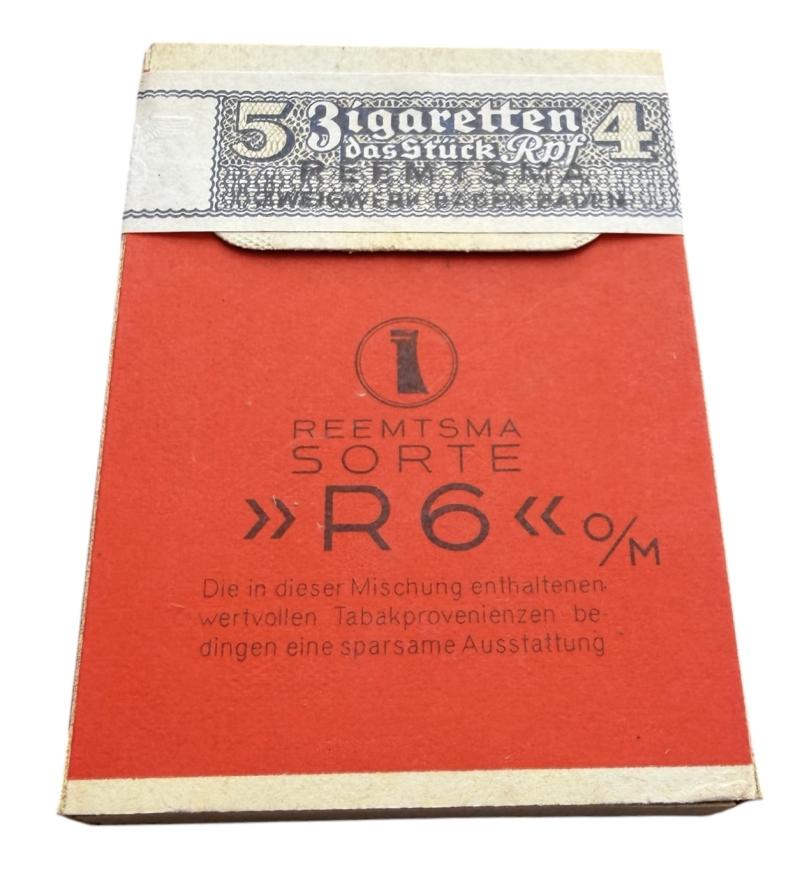 5 Zigaretten 4
das Stück Rpf
REEMTSMA
ZWEIGWERK BADEN-BADEN
REEMTSMA
SORTE
»R6« o/M
Die in dieser Mischung enthaltenen
wertvollen Tabakprovenienzen be-
dingen eine sparsame Ausstattung